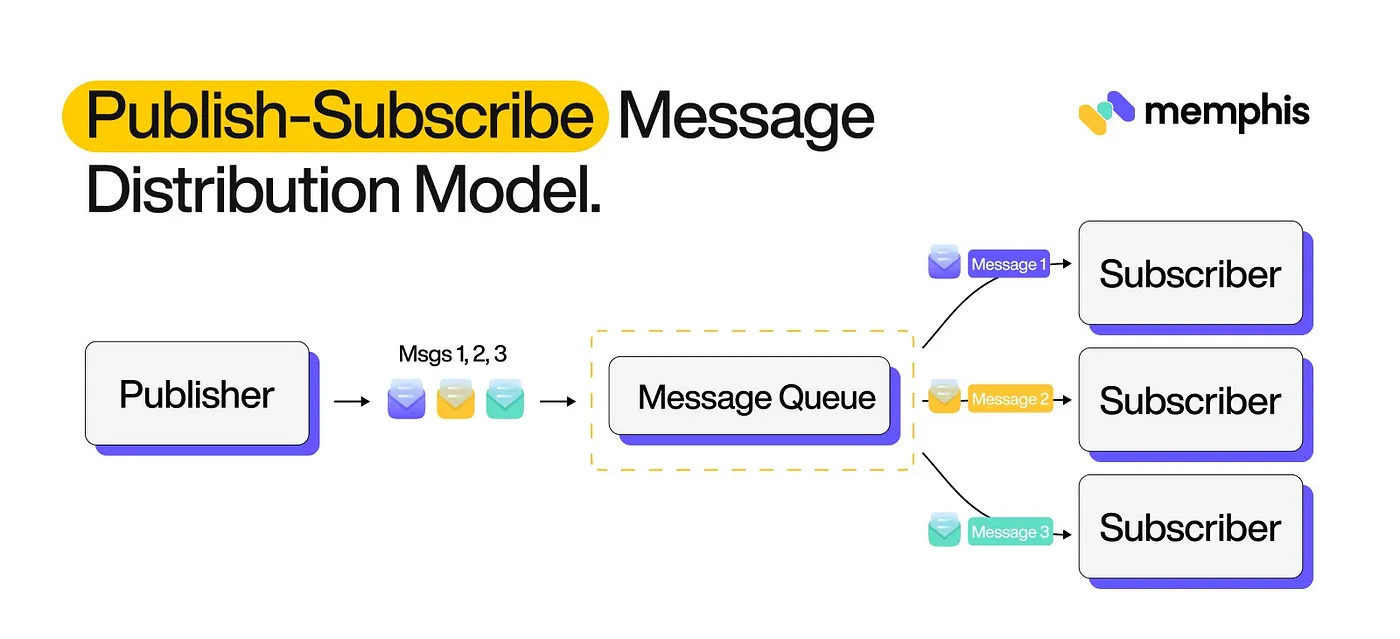 Publish-Subscribe Message
Distribution Model.
memphis
Publisher
Msgs 1, 2, 3
Message Queue
Message 1
Subscriber
Message 2
Subscriber
Message 3
Subscriber